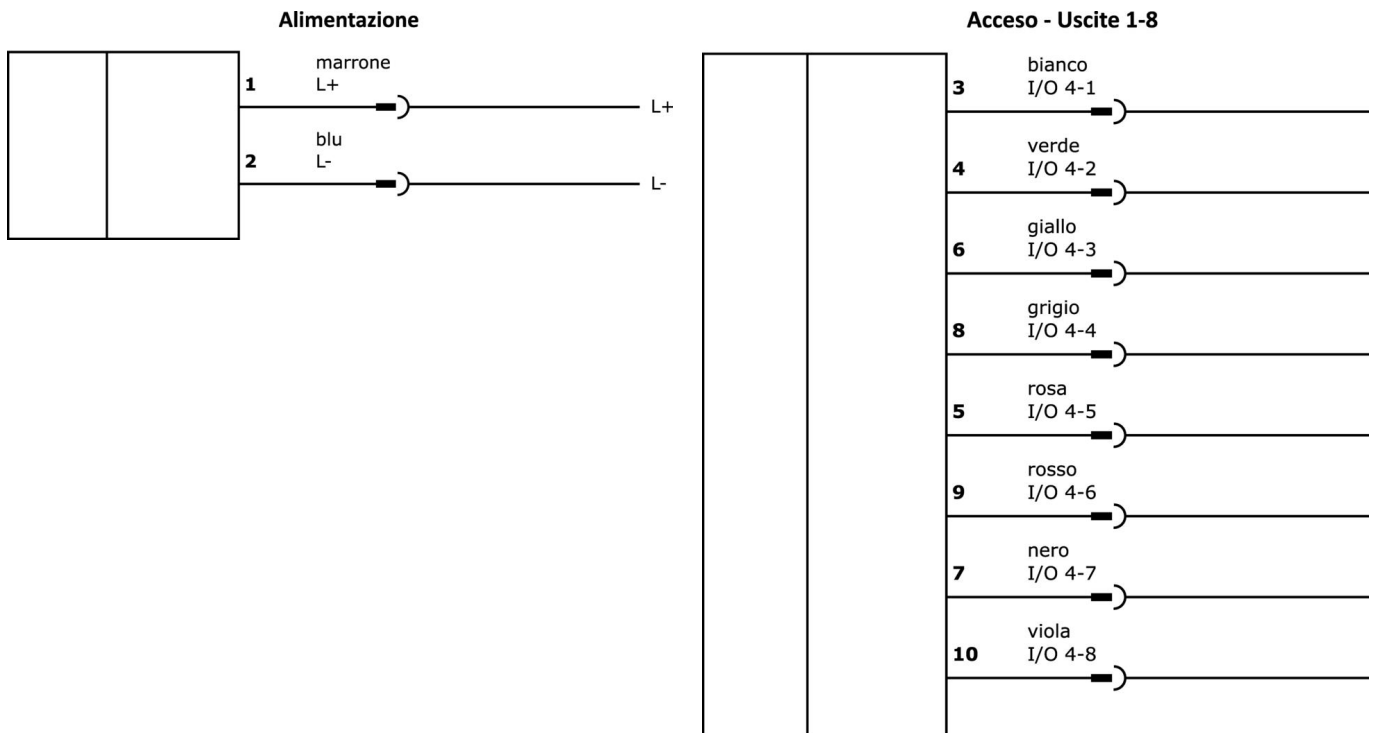 Alimentazione
marrone
1 L+
L+
blu
2 L-
L-
Acceso - Uscite 1-8
bianco
3 I/O 4-1
verde
4 I/O 4-2
giallo
6 I/O 4-3
grigio
8 I/O 4-4
rosa
5 I/O 4-5
rosso
9 I/O 4-6
nero
7 I/O 4-7
viola
10 I/O 4-8